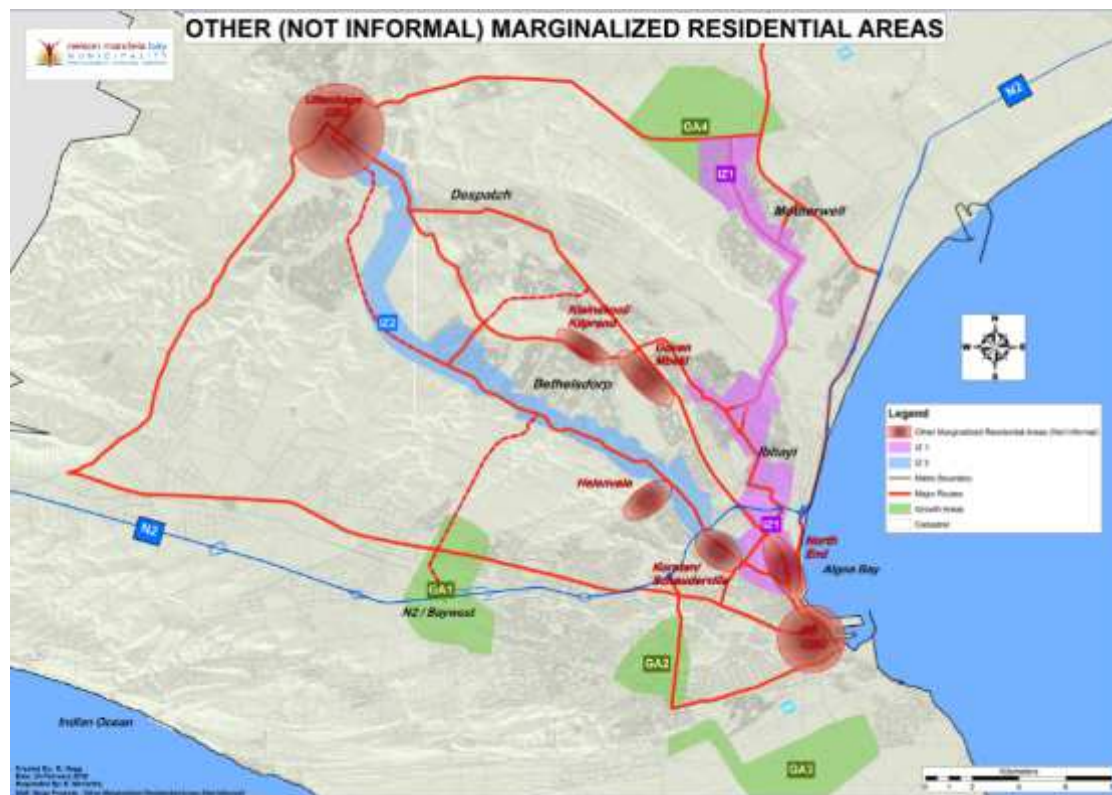 OTHER (NOT INFORMAL) MARGINALIZED RESIDENTIAL AREAS
nelson mandela bay
MUNICIPALITY
N2
Uitenhage
GA4
IZ1
Despatch
Motherwell
IZ2
Kleinskool/
Kliprand
Govan
Mbeki
Bethelsdorp
N
W E
S
Legend
Other Marginalized Residential Areas (Not Informal)
IZ 1
IZ 2
Metro Boundary
Major Routes
Growth Areas
Cadastral
Ibhayi
Helenvale
N2
IZ1
North
End
Korsten/
Schauderville
Algoa Bay
GA1
N2 / Baywest
GA2
Indian Ocean
GA3
Kilometers